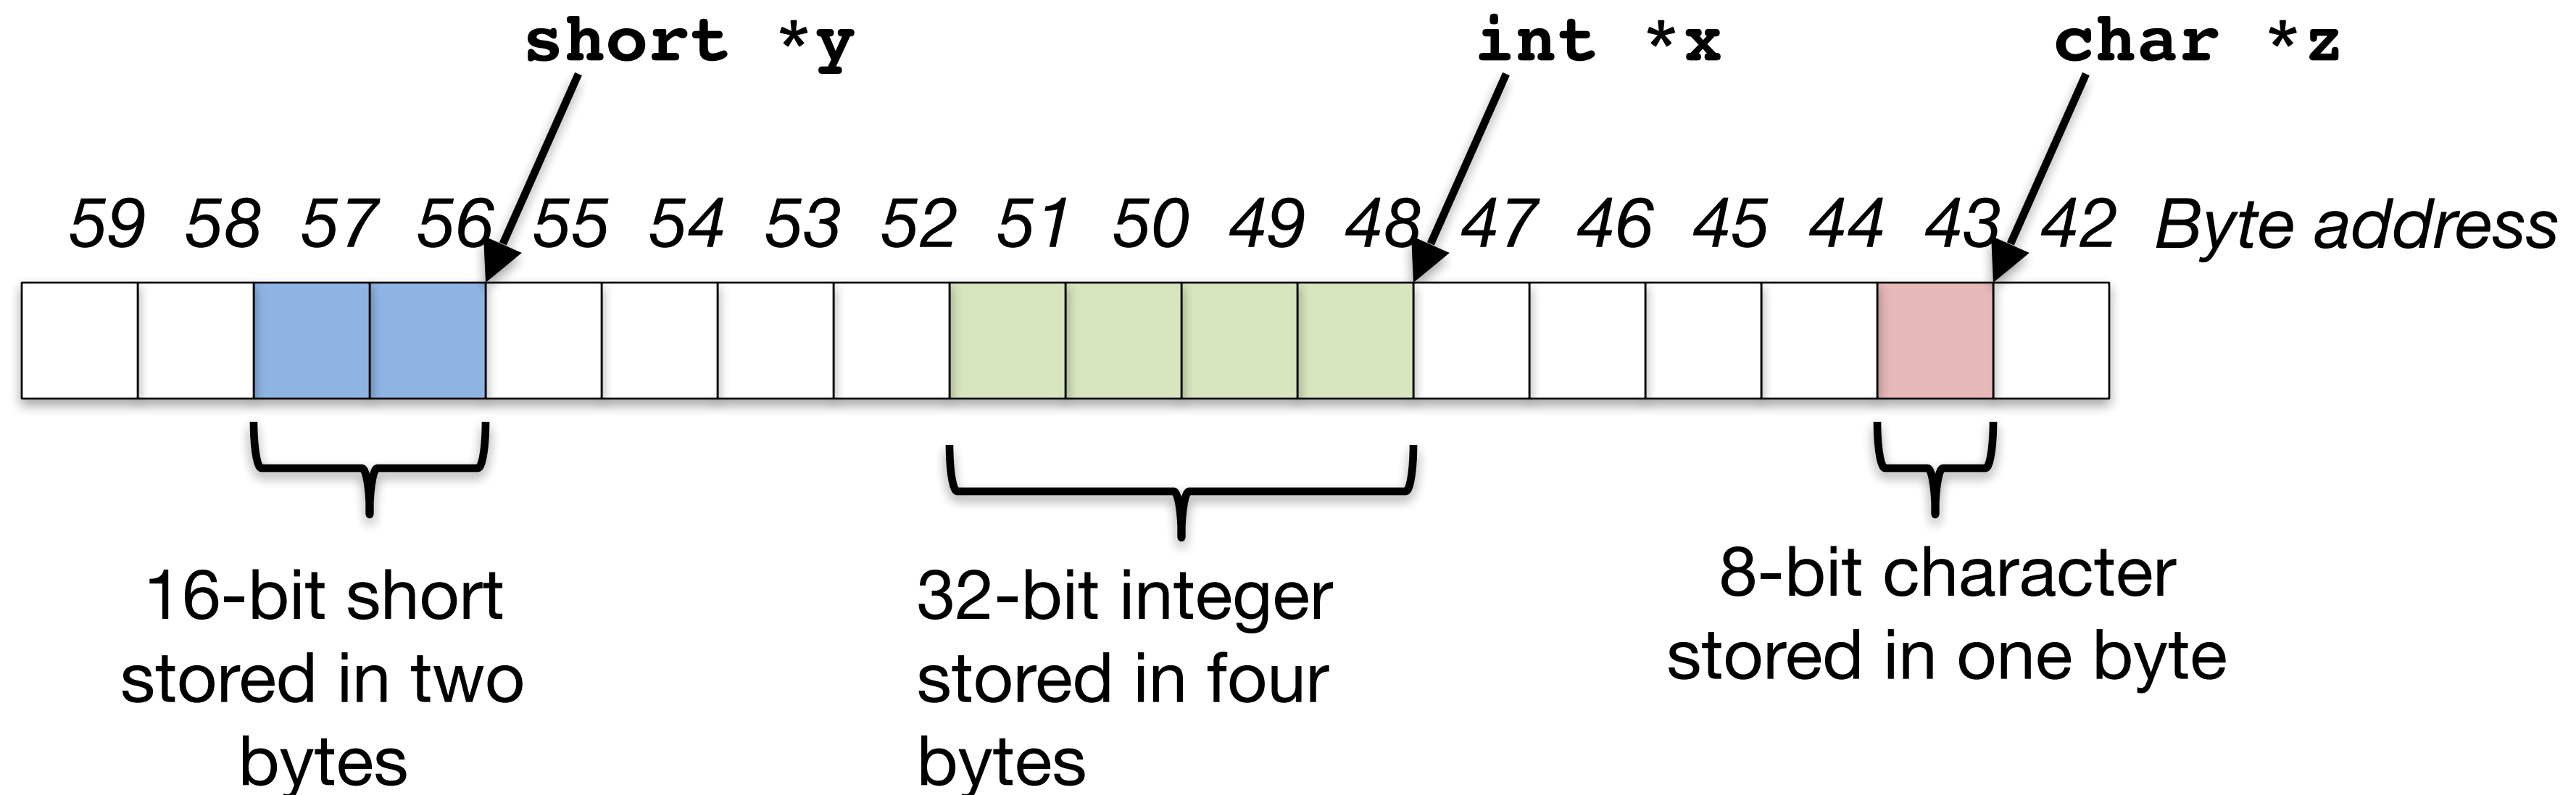 short *y int *x char *z
59 58 57 56 55 54 53 52 51 50 49 48 47 46 45 44 43 42 Byte address
16-bit short
stored in two
bytes
32-bit integer
stored in four
bytes
8-bit character
stored in one byte